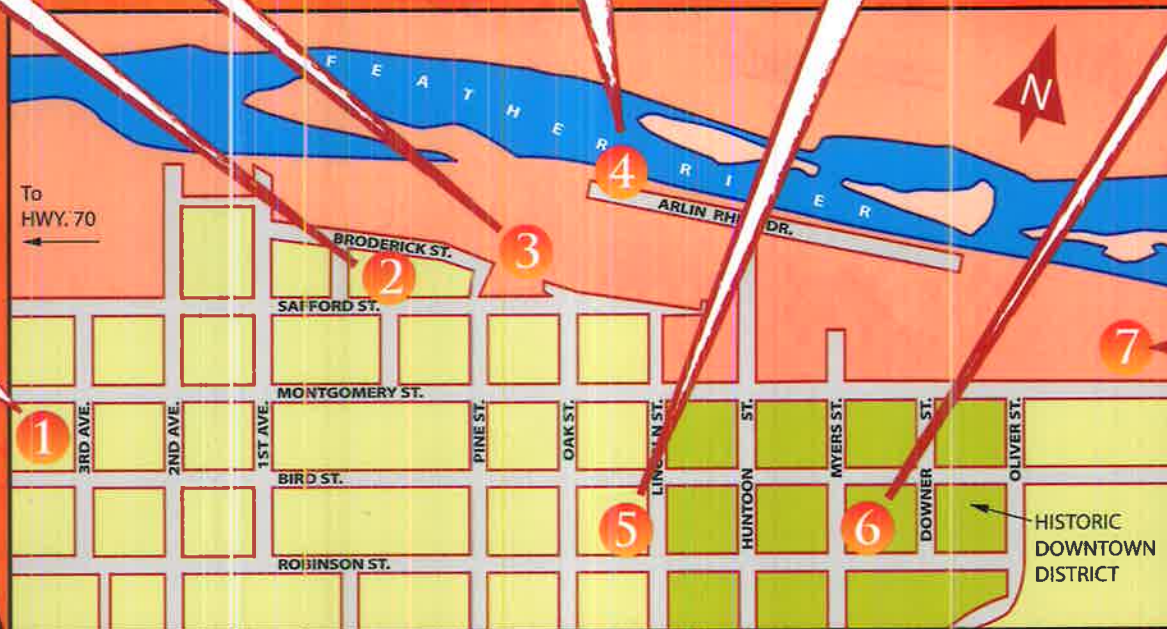 N
FEATHER RIVER
4
To
HWY. 70
ARLIN DR.
BRODERICK ST.
3
2
SAFFORD ST.
7
MONTGOMERY ST.
1
3RD AVE.
2ND AVE.
1ST AVE.
PINE ST.
OAK ST.
LINCOLN ST.
HUNTOON ST.
MYERS ST.
DOWNER ST.
OLIVER ST.
BIRD ST.
5
6
HISTORIC
DOWNTOWN
DISTRICT
ROBINSON ST.